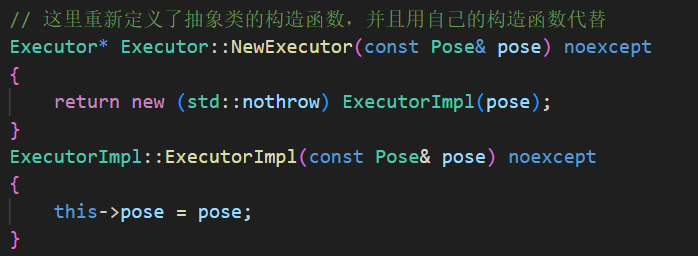 // 这里重新定义了抽象类的构造函数，并且用自己的构造函数代替
Executor* Executor::NewExecutor(const Pose& pose) noexcept
{
    return new (std::nothrow) ExecutorImpl(pose);
}
ExecutorImpl::ExecutorImpl(const Pose& pose) noexcept
{
    this->pose = pose;
}